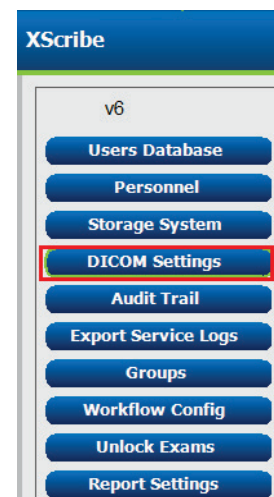 XScribe
v6
Users Database
Personnel
Storage System
DICOM Settings
Audit Trail
Export Service Logs
Groups
Workflow Config
Unlock Exams
Report Settings